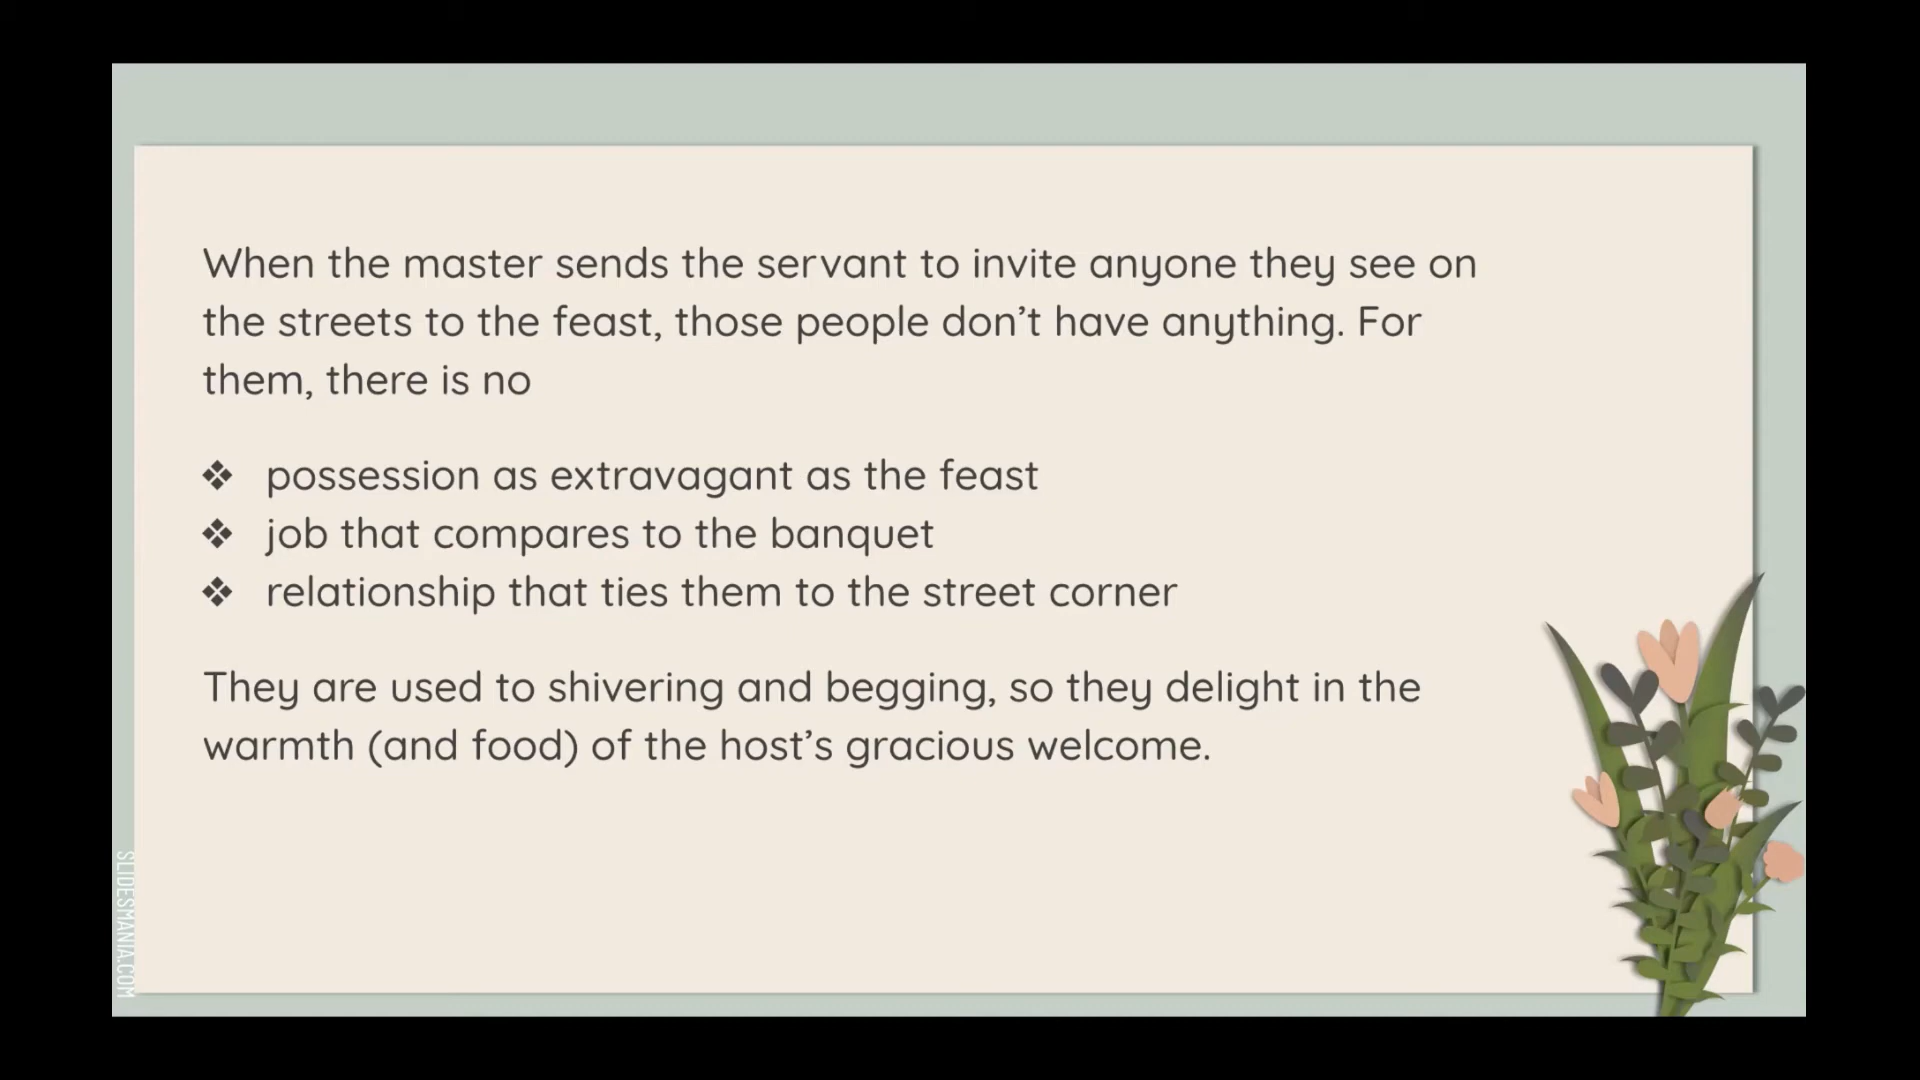 When the master sends the servant to invite anyone they see on
the streets to the feast, those people don’t have anything. For
them, there is no
❖ possession as extravagant as the feast
❖ job that compares to the banquet
❖ relationship that ties them to the street corner
They are used to shivering and begging, so they delight in the
warmth (and food) of the host’s gracious welcome.
SLIDESMANIA.COM